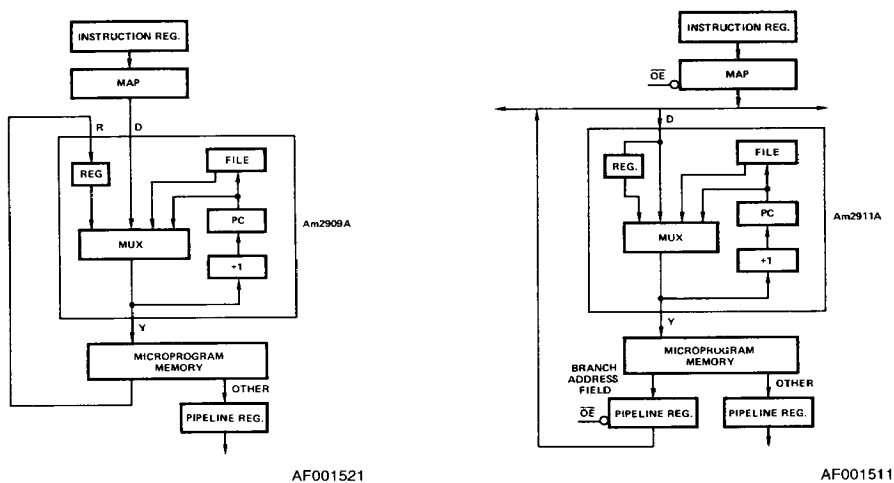 INSTRUCTION REG.
MAP
R
D
REG
FILE
PC
MUX
+1
Am2909A
Y
MICROPROGRAM
MEMORY
OTHER
PIPELINE REG.
AF001521
INSTRUCTION REG.
OE
MAP
D
REG.
FILE
PC
MUX
+1
Am2911A
Y
MICROPROGRAM
MEMORY
BRANCH
ADDRESS
FIELD
OTHER
OE
PIPELINE REG.
PIPELINE REG.
AF001511